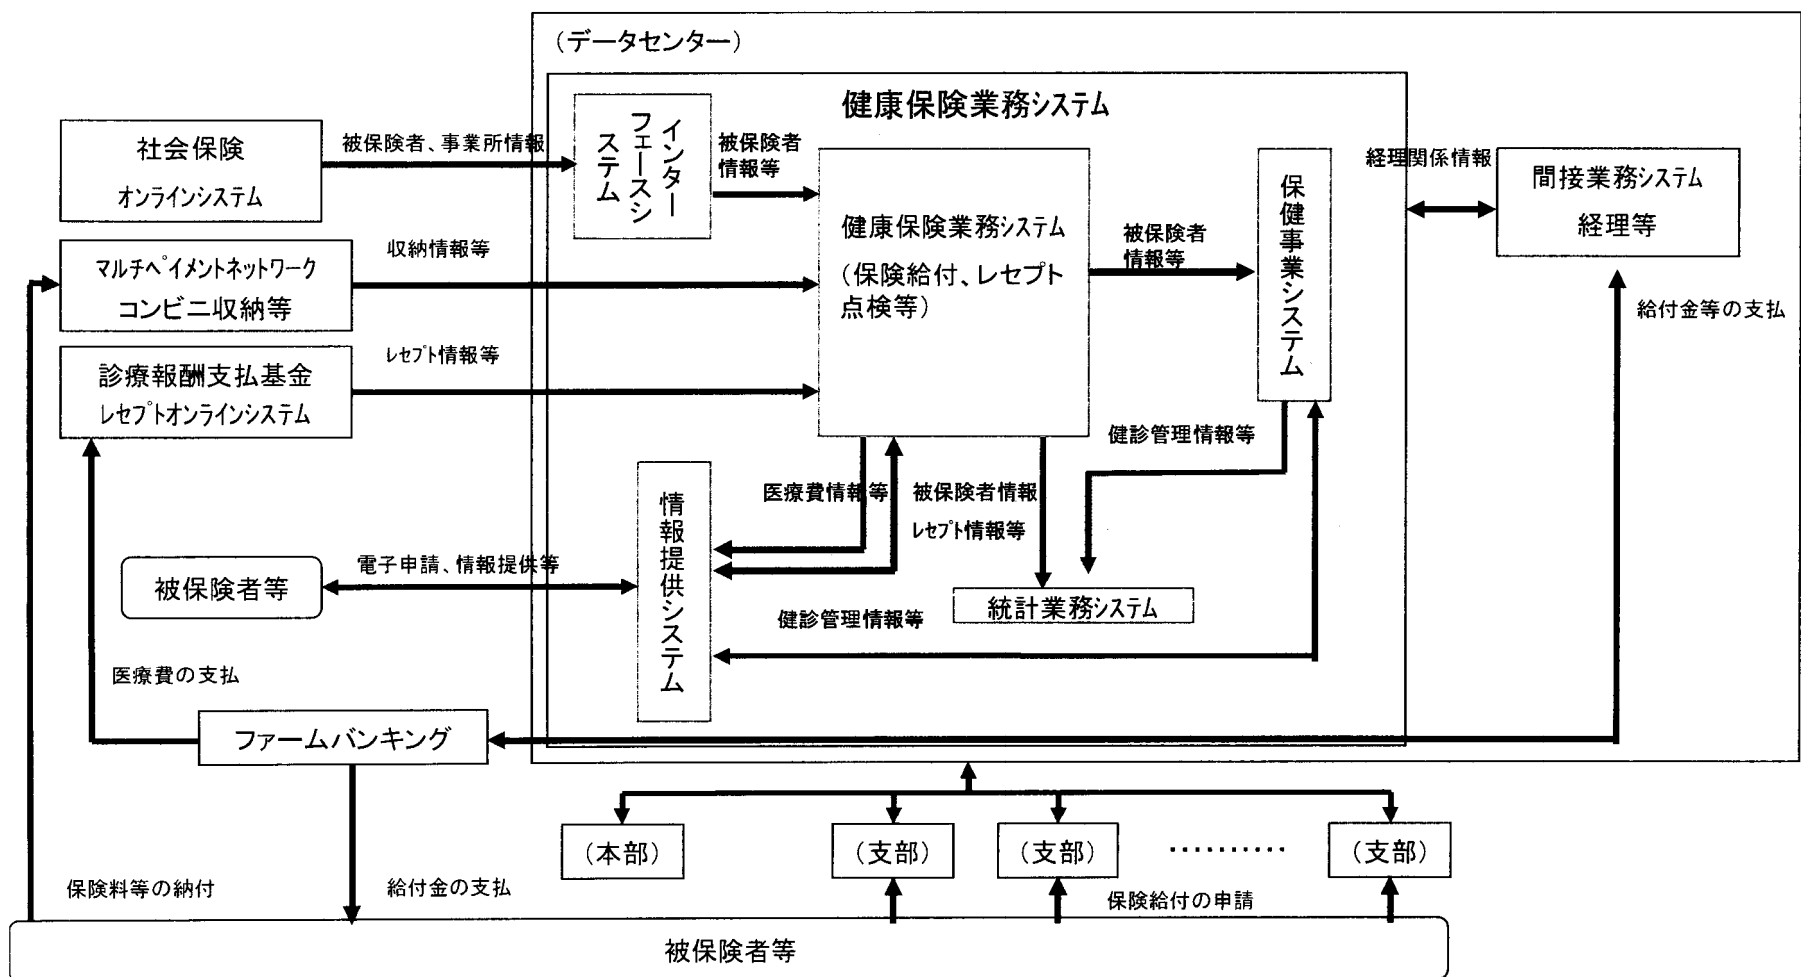 (データセンター)
健康保険業務システム
社会保険
オンラインシステム
被保険者、事業所情報
インター
フェースシ
ステム
被保険者
情報等
健康保険業務システム
(保険給付、レセプト
点検等)
被保険者
情報等
保健事業システム
経理関係情報
間接業務システム
経理等
マルチペイメントネットワーク
コンビニ収納等
収納情報等
給付金等の支払
診療報酬支払基金
レセプトオンラインシステム
レセプト情報等
健診管理情報等
医療費情報等
被保険者情報
レセプト情報等
情報提供システム
被保険者等
電子申請、情報提供等
統計業務システム
健診管理情報等
医療費の支払
ファームバンキング
(本部)
(支部)
(支部)
………… 
(支部)
保険料等の納付
給付金の支払
保険給付の申請
被保険者等